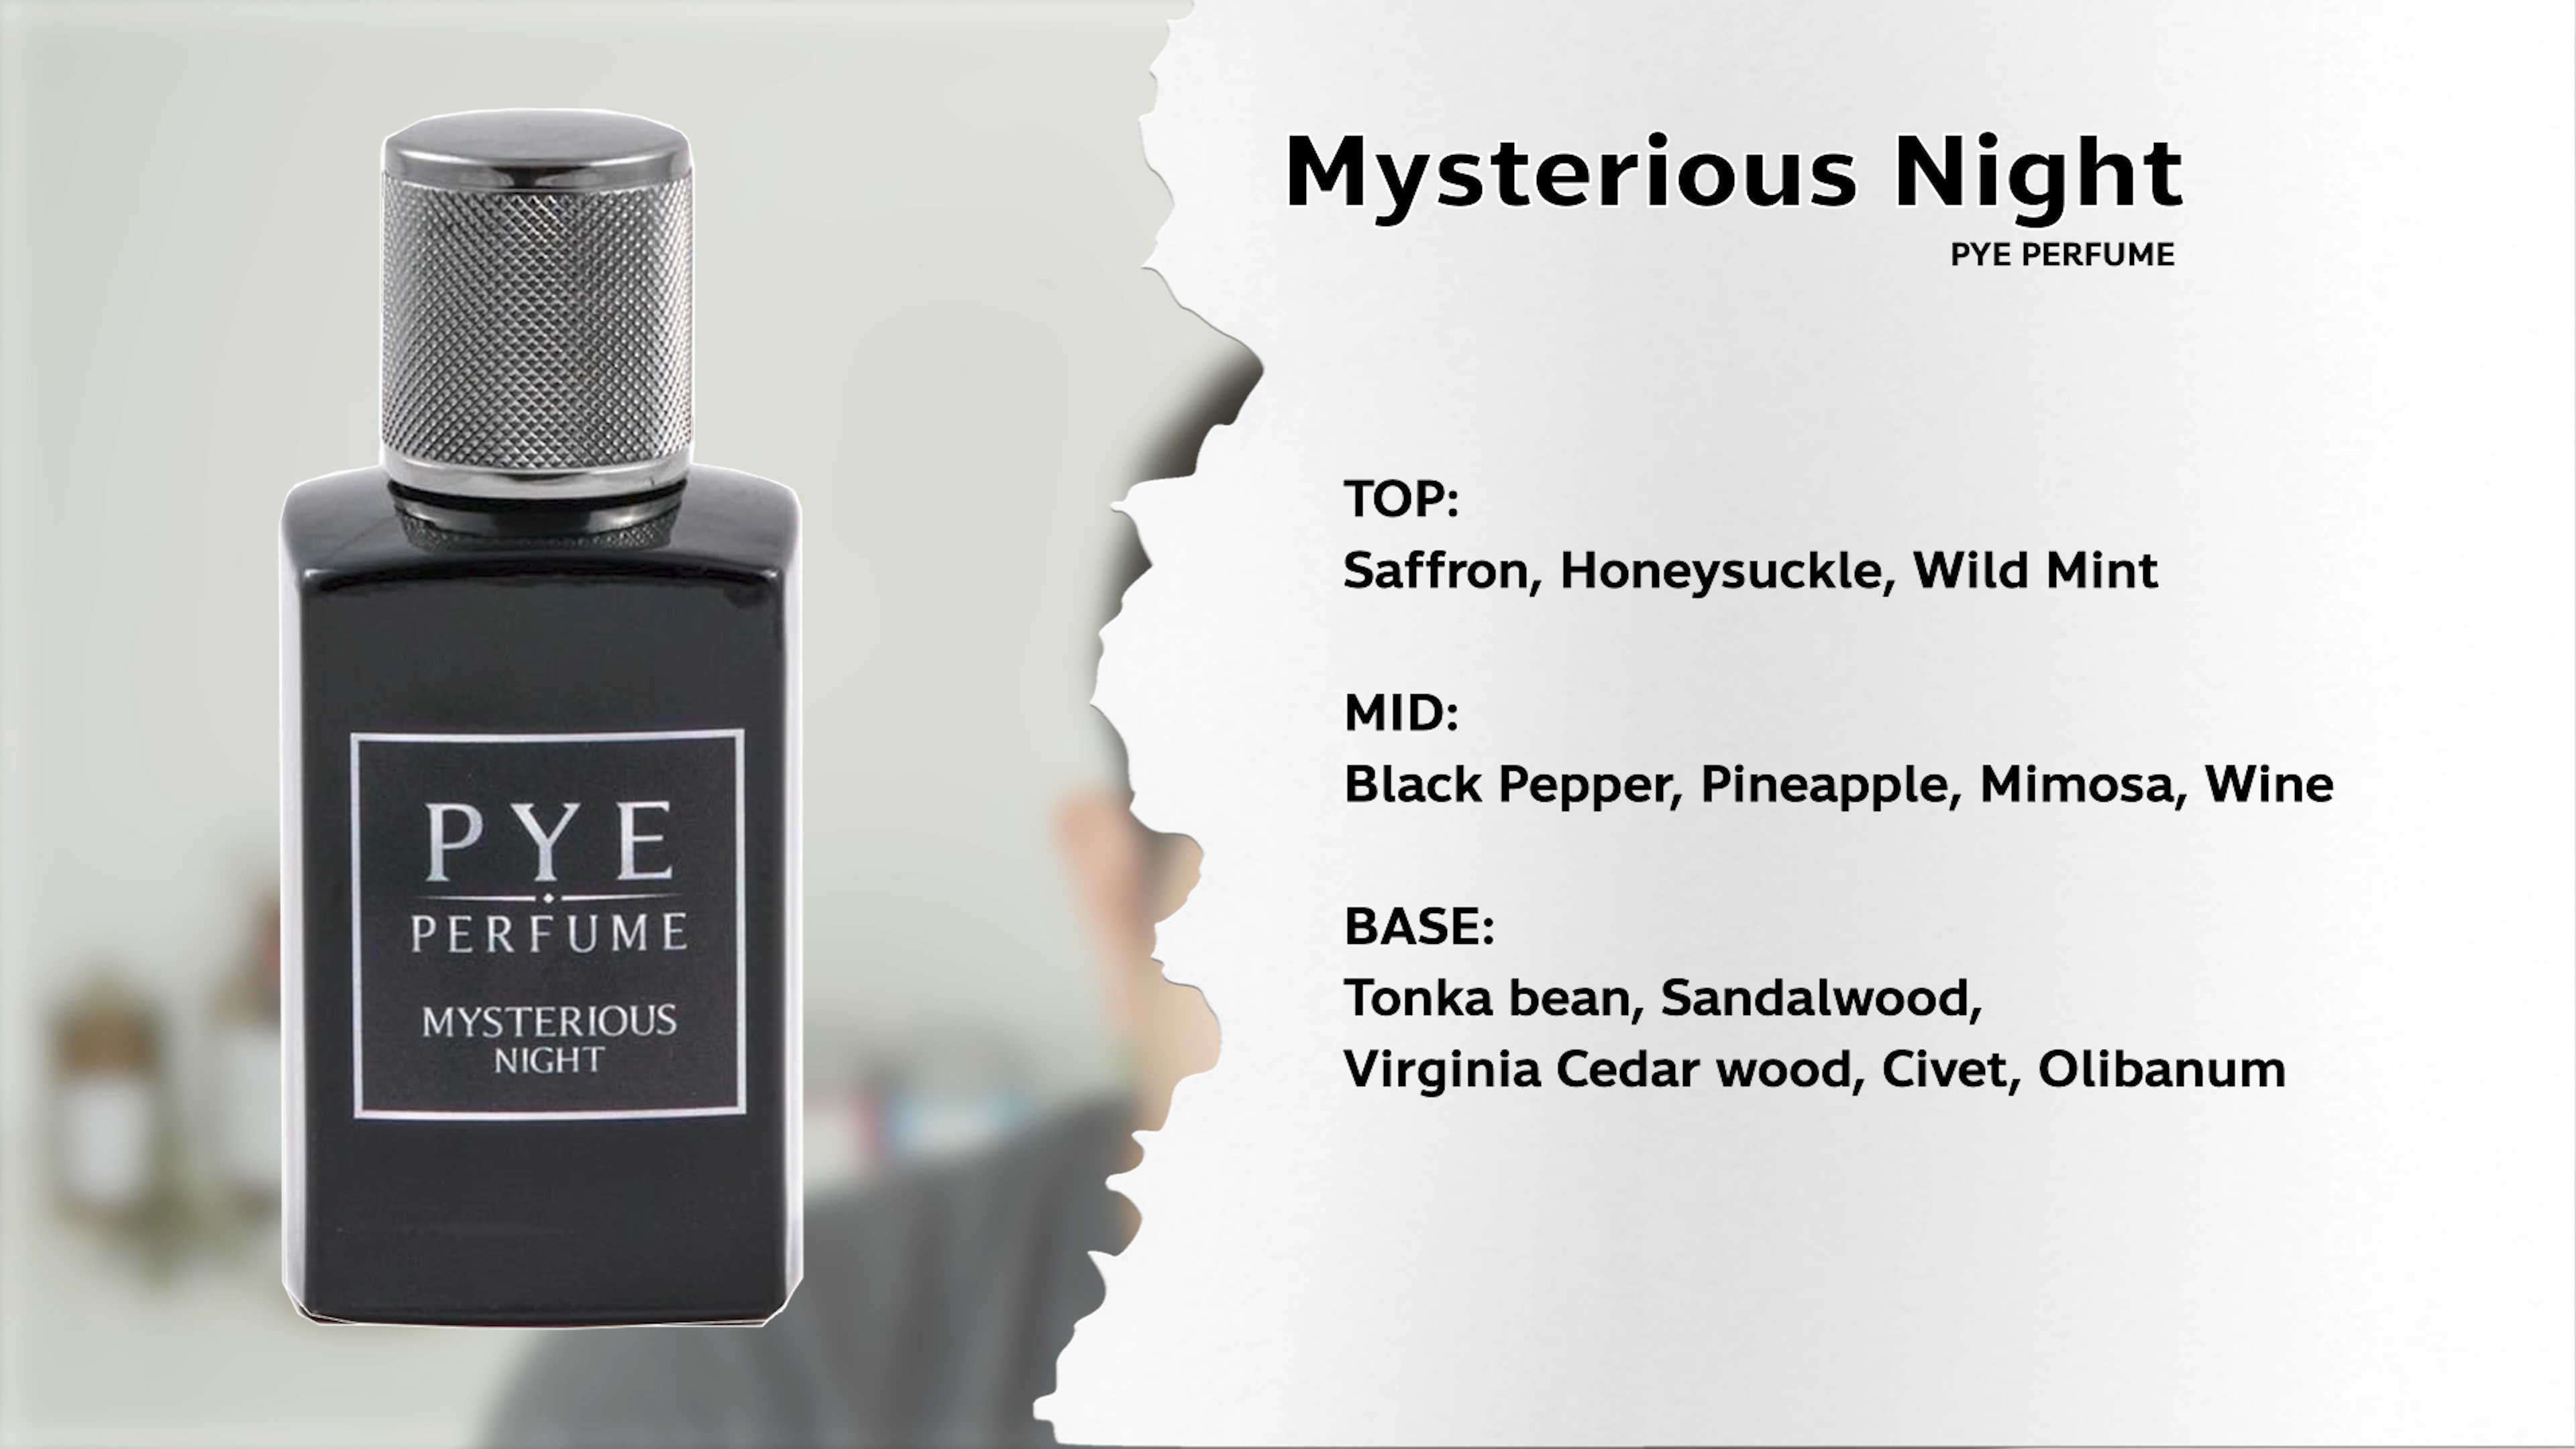 PYE
PERFUME
MYSTERIOUS
NIGHT
Mysterious Night
PYE PERFUME
TOP:
Saffron, Honeysuckle, Wild Mint
MID:
Black Pepper, Pineapple, Mimosa, Wine
BASE:
Tonka bean, Sandalwood,
Virginia Cedar wood, Civet, Olibanum